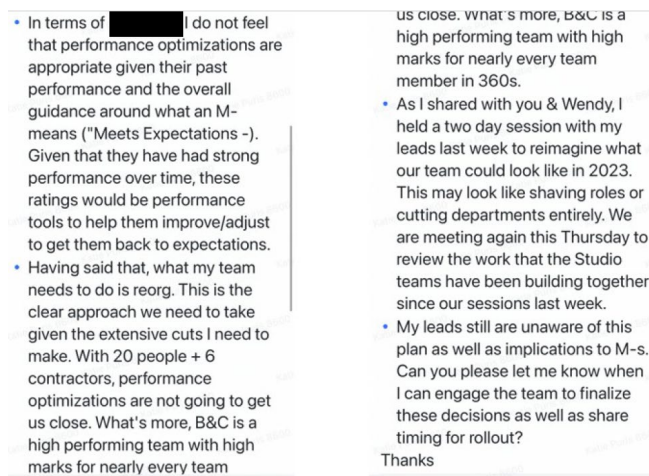 In terms of I do not feel
that performance optimizations are
appropriate given their past
performance and the overall
guidance around what an M-
means ("Meets Expectations -).
Given that they have had strong
performance over time, these
ratings would be performance
tools to help them improve/adjust
to get them back to expectations.
Having said that, what my team
needs to do is reorg. This is the
clear approach we need to take
given the extensive cuts I need to
make. With 20 people + 6
contractors, performance
optimizations are not going to get
us close. What's more, B&C is a
high performing team with high
marks for nearly every team
us close. What's more, B&C is a
high performing team with high
marks for nearly every team
member in 360s.
As I shared with you & Wendy, I
held a two day session with my
leads last week to reimagine what
our team could look like in 2023.
This may look like shaving roles or
cutting departments entirely. We
are meeting again this Thursday to
review the work that the Studio
teams have been building together
since our sessions last week.
My leads still are unaware of this
plan as well as implications to M-s.
Can you please let me know when
I can engage the team to finalize
these decisions as well as share
timing for rollout?
Thanks